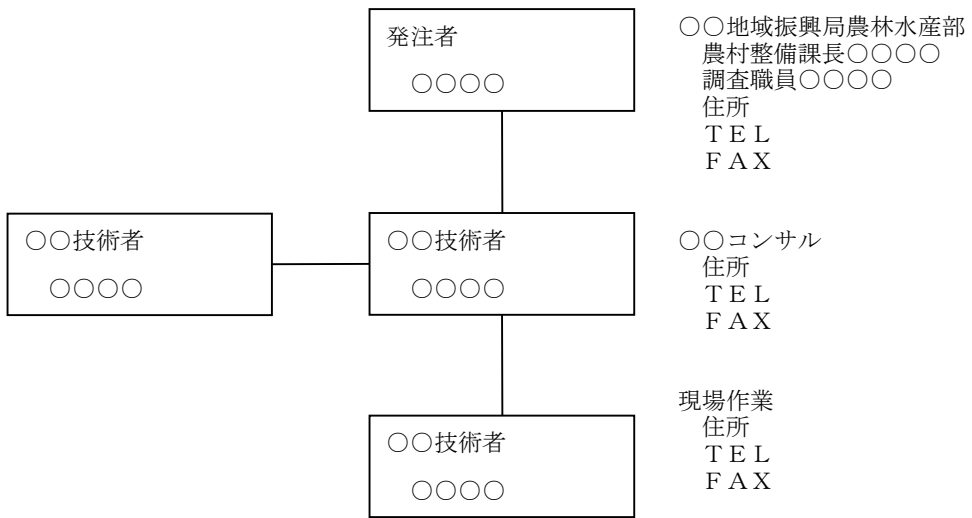 発注者
○○○○
○○地域振興局農林水産部
農村整備課長○○○○
調査職員○○○○
住所
ＴＥＬ
ＦＡＸ
○○技術者
○○○○
○○技術者
○○○○
○○コンサル
住所
ＴＥＬ
ＦＡＸ
○○技術者
○○○○
現場作業
住所
ＴＥＬ
ＦＡＸ